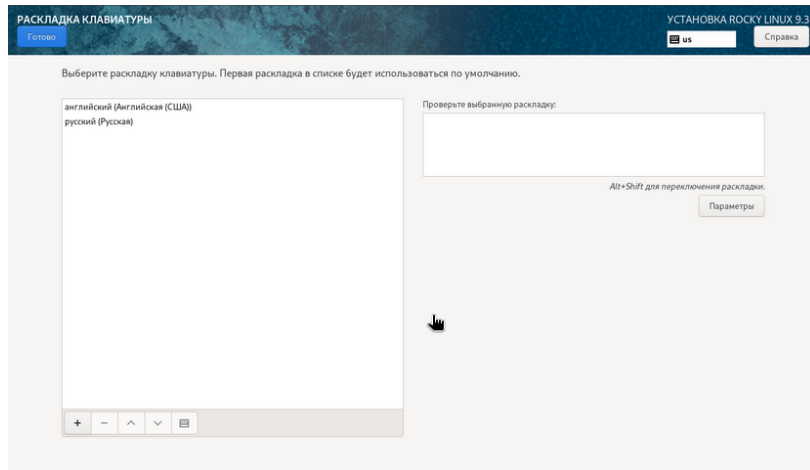 РАСКЛАДКА КЛАВИАТУРЫ
УСТАНОВКА ROCKY LINUX 9.3
Готово
us
Справка
Выберите раскладку клавиатуры. Первая раскладка в списке будет использоваться по умолчанию.
английский (Английская (США))
русский (Русская)
Проверьте выбранную раскладку:
Alt+Shift для переключения раскладки.
Параметры